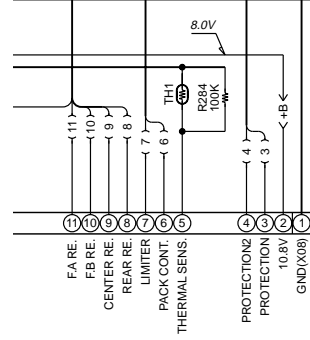 8.0V
TH1
R284
100K
+B
11
10
9
8
7
6
4
3
11
10
9
8
7
6
5
4
3
2
1
F.A RE.
F.B RE.
CENTER RE.
REAR RE.
LIMITER
PACK CONT.
THERMAL SENS.
PROTECTION2
PROTECTION
10.8V
GND(X08)